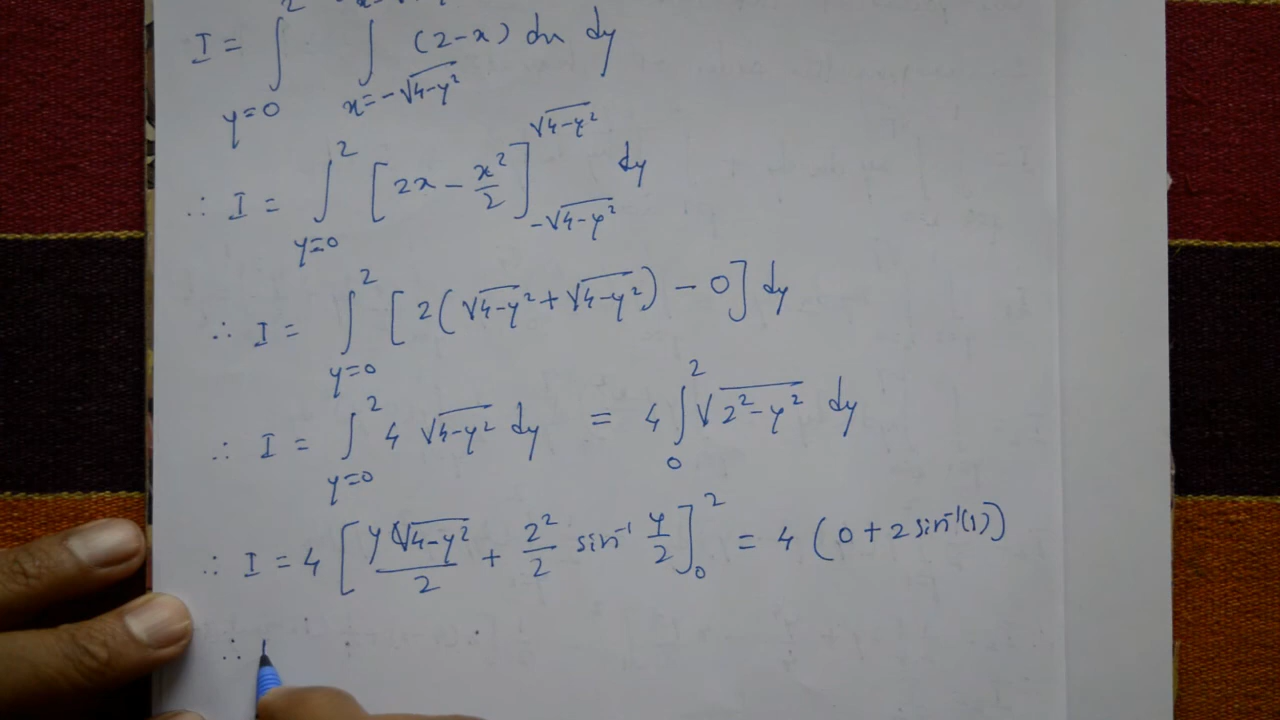 2
I = ∫ ∫ (2-x) dx dy
y=0 x=-√4-y²
∴ I = ∫_{y=0}^{2} [2x - x²/2]_{-√4-y²}^{√4-y²} dy
∴ I = ∫_{y=0}^{2} [2(√4-y² + √4-y²) - 0] dy
∴ I = ∫_{y=0}^{2} 4 √4-y² dy = 4 ∫_{0}^{2} √2²-y² dy
∴ I = 4 [y √4-y²/2 + 2²/2 sin⁻¹ y/2]_{0}^{2} = 4 (0 + 2 sin⁻¹(1))
∴